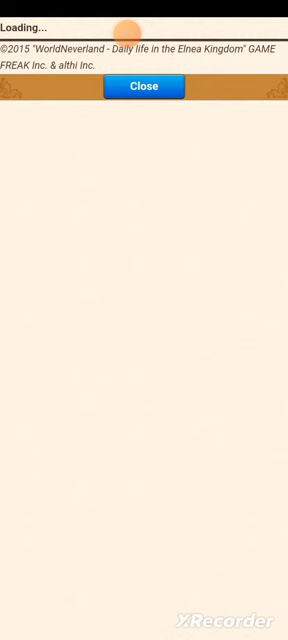 Loading...
©2015 "WorldNeverland - Daily life in the Elnea Kingdom" GAME
FREAK Inc. & althi Inc.
Close
XRecorder